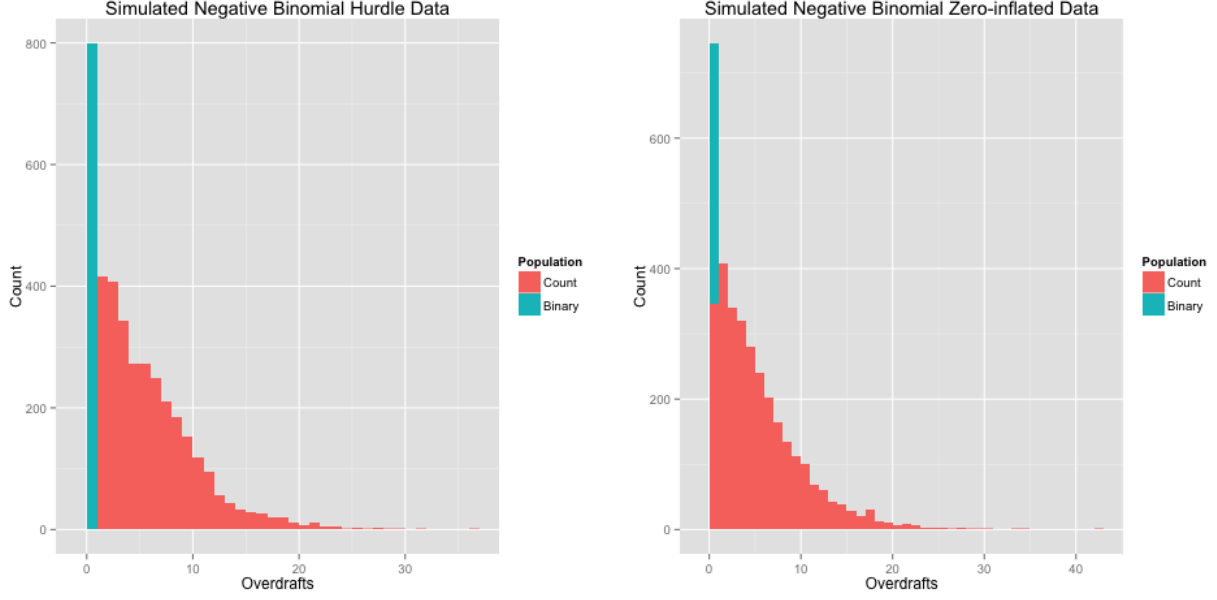 Simulated Negative Binomial Hurdle Data
800
600
400
200
0
Count
0 10 20 30
Overdrafts
Population
Count
Binary
Simulated Negative Binomial Zero-inflated Data
600
400
200
0
Count
0 10 20 30 40
Overdrafts
Population
Count
Binary